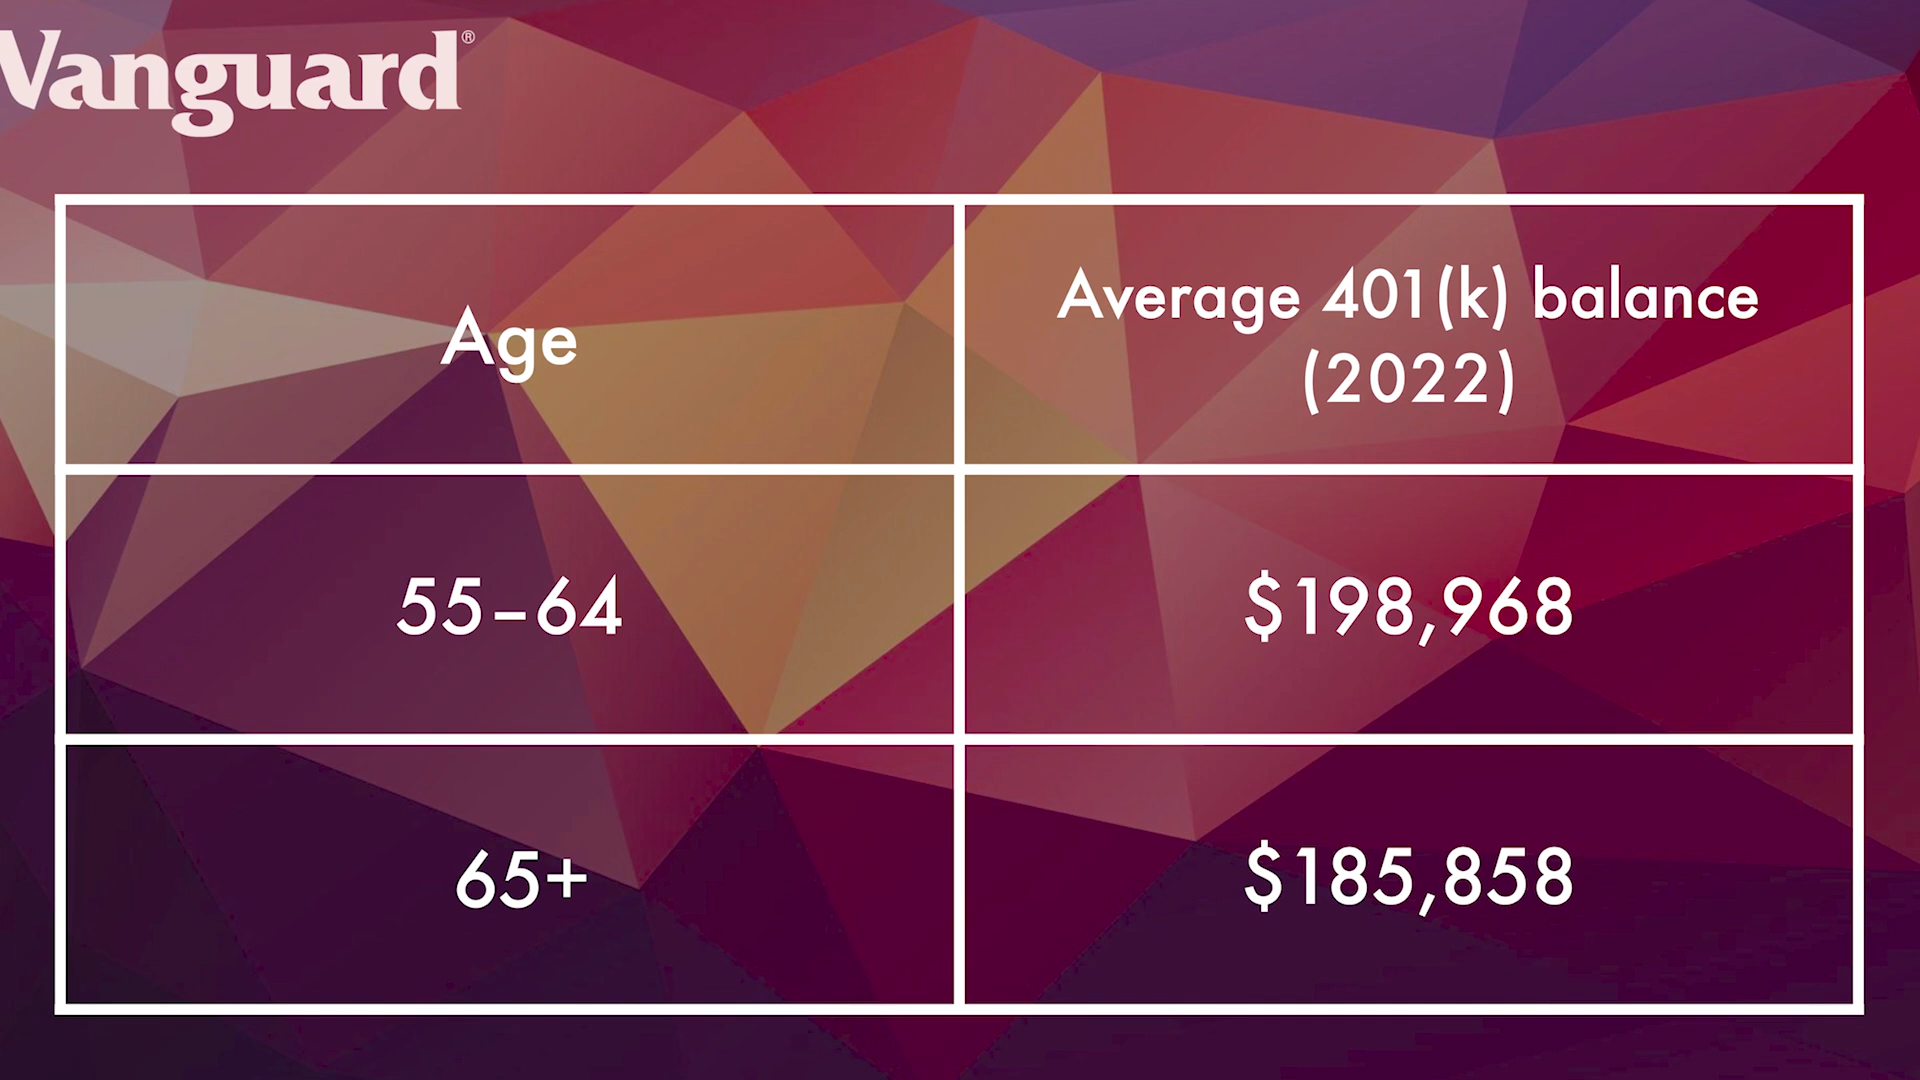 Vanguard®
Age
Average 401(k) balance
(2022)
55–64
$198,968
65+
$185,858